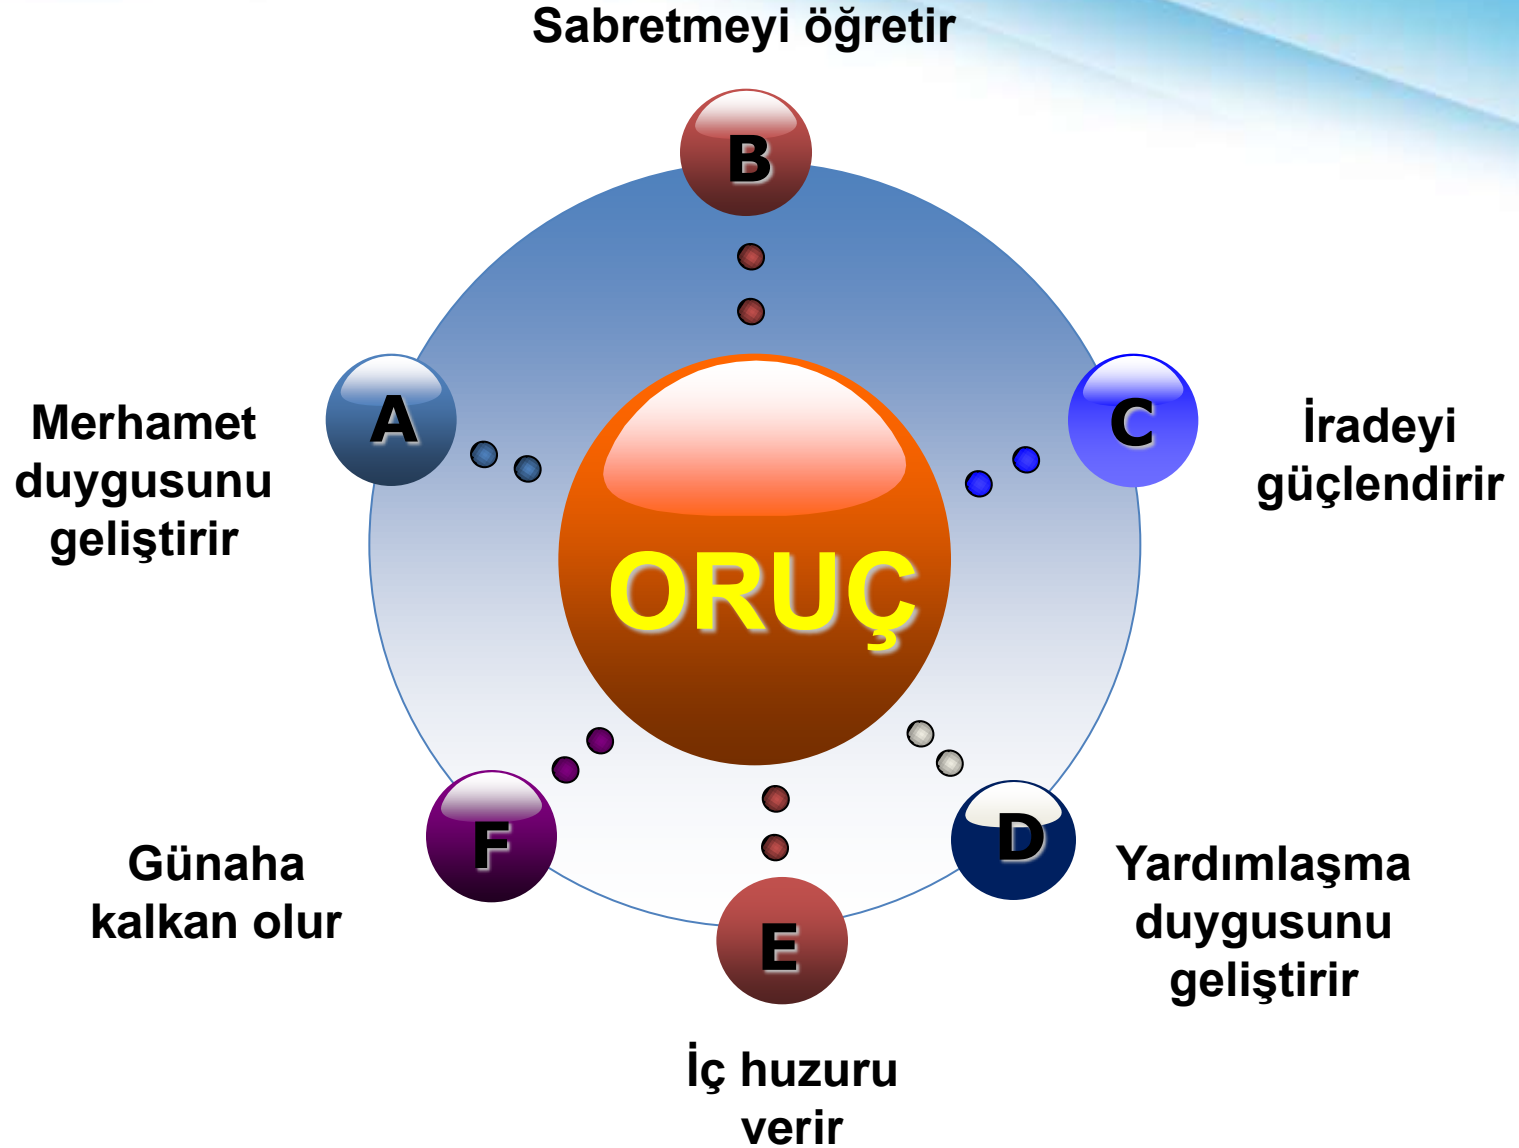 Sabretmeyi öğretir
B
A
Merhamet
duygusunu
geliştirir
C
İradeyi
güçlendirir
ORUÇ
F
Günaha
kalkan olur
D
Yardımlaşma
duygusunu
geliştirir
E
İç huzuru
verir